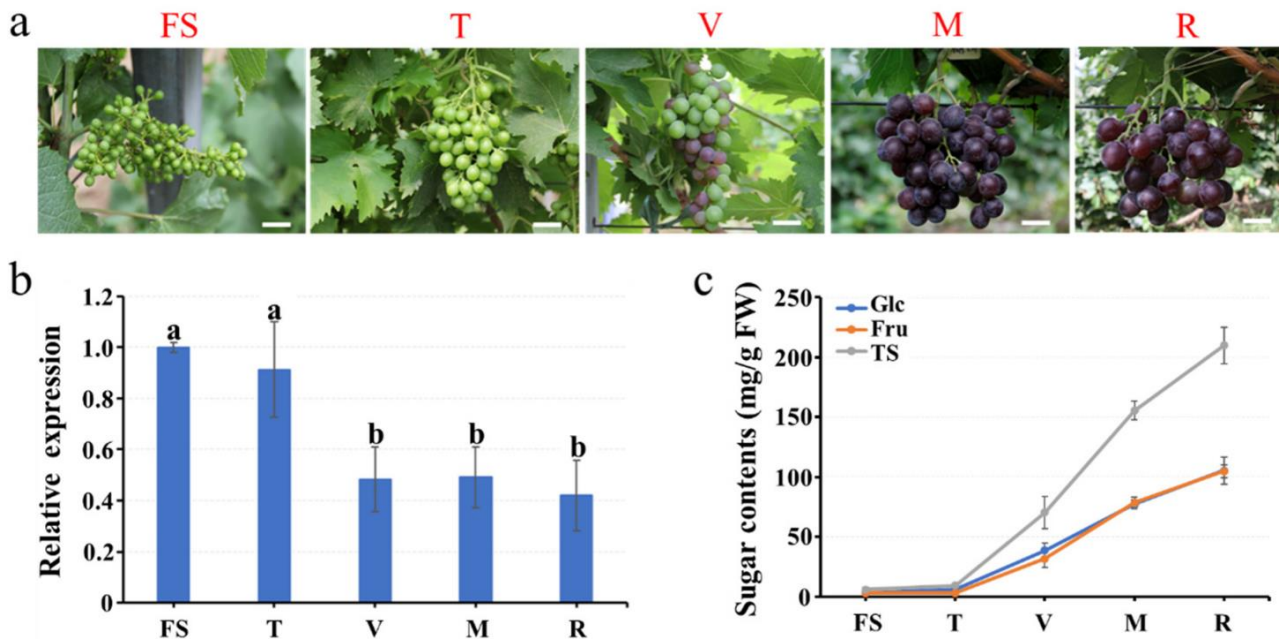 a
FS T V M R
b
Relative expression
1.2
1.0
0.8
0.6
0.4
0.2
0
a a b b b
FS T V M R
c
Sugar contents (mg/g FW)
250
200
150
100
50
0
Glc
Fru
TS
FS T V M R